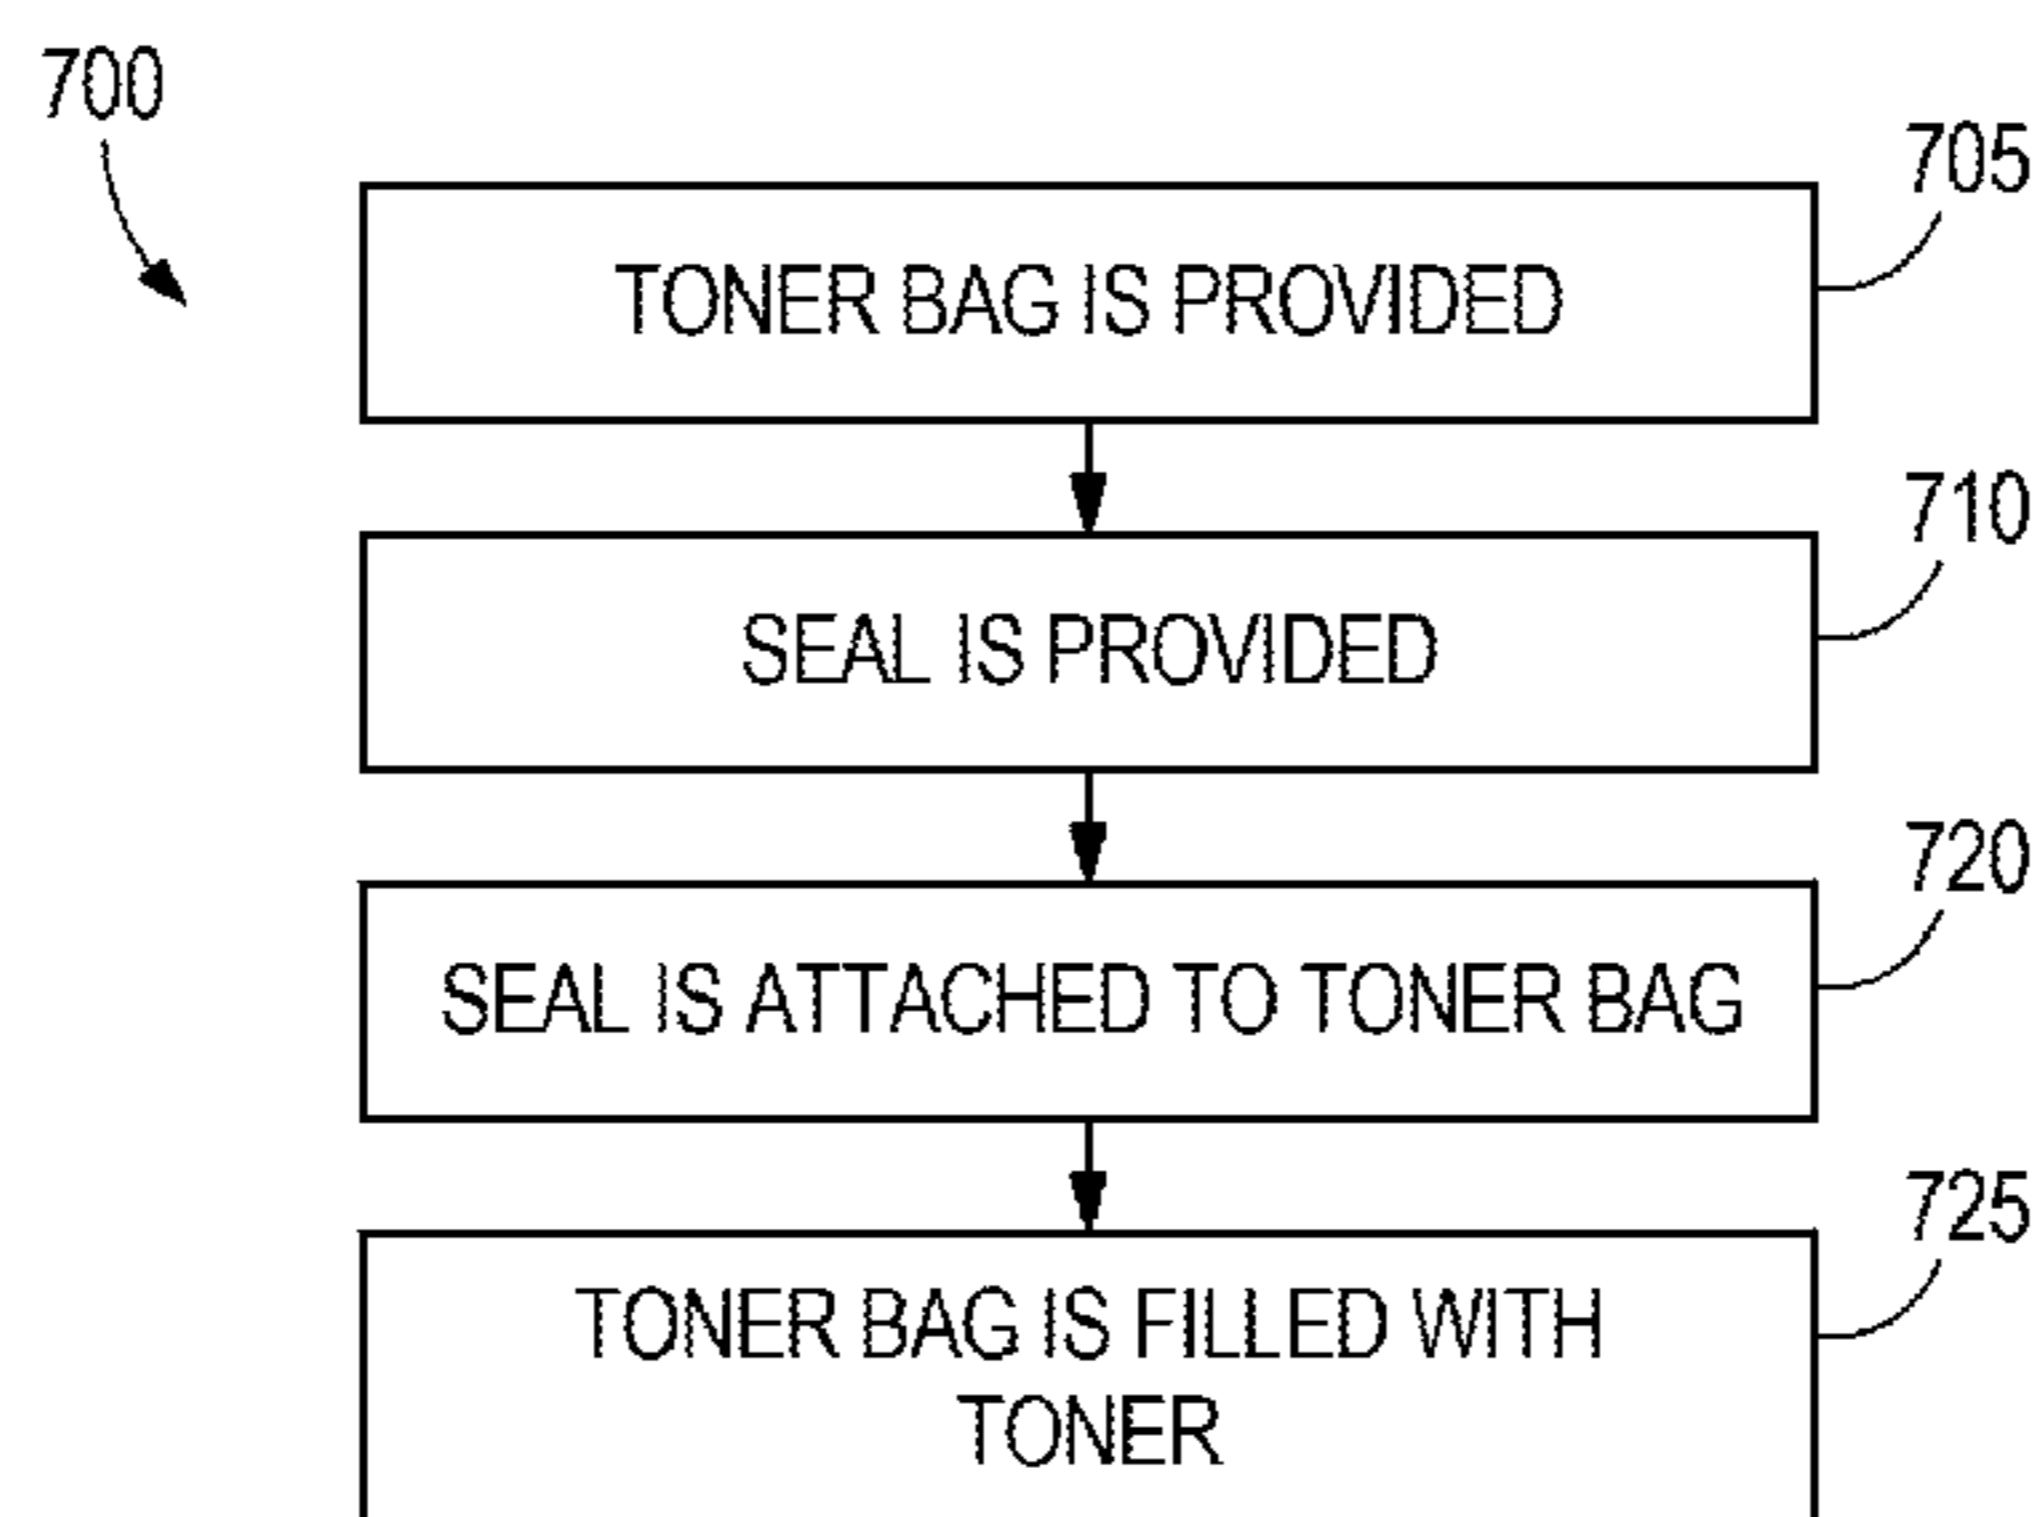 700
705
TONER BAG IS PROVIDED
710
SEAL IS PROVIDED
720
SEAL IS ATTACHED TO TONER BAG
725
TONER BAG IS FILLED WITH
TONER